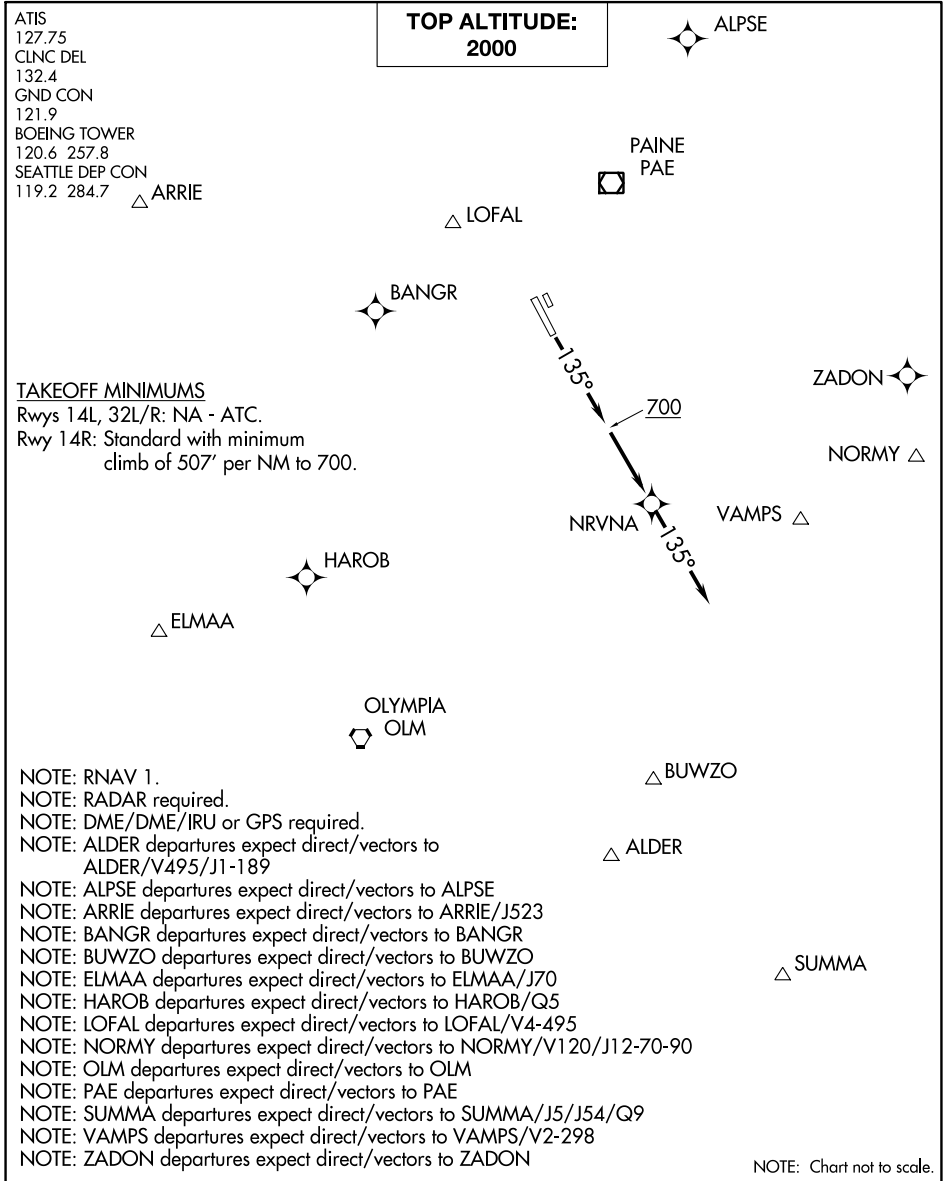 ATIS
127.75
CLNC DEL
132.4
GND CON
121.9
BOEING TOWER
120.6 257.8
SEATTLE DEP CON
119.2 284.7
TOP ALTITUDE:
2000
ALPSE
PAINE
PAE
ARRIE
LOFAL
BANGR
135°
ZADON
700
TAKEOFF MINIMUMS
Rwys 14L, 32L/R: NA - ATC.
Rwy 14R: Standard with minimum
climb of 507' per NM to 700.
NORMY
NRVNA
VAMPS
135°
HAROB
ELMAA
OLYMPIA
OLM
BUWZO
ALDER
SUMMA
NOTE: RNAV 1.
NOTE: RADAR required.
NOTE: DME/DME/IRU or GPS required.
NOTE: ALDER departures expect direct/vectors to
ALDER/V495/J1-189
NOTE: ALPSE departures expect direct/vectors to ALPSE
NOTE: ARRIE departures expect direct/vectors to ARRIE/J523
NOTE: BANGR departures expect direct/vectors to BANGR
NOTE: BUWZO departures expect direct/vectors to BUWZO
NOTE: ELMAA departures expect direct/vectors to ELMAA/J70
NOTE: HAROB departures expect direct/vectors to HAROB/Q5
NOTE: LOFAL departures expect direct/vectors to LOFAL/V4-495
NOTE: NORMY departures expect direct/vectors to NORMY/V120/J12-70-90
NOTE: OLM departures expect direct/vectors to OLM
NOTE: PAE departures expect direct/vectors to PAE
NOTE: SUMMA departures expect direct/vectors to SUMMA/J5/J54/Q9
NOTE: VAMPS departures expect direct/vectors to VAMPS/V2-298
NOTE: ZADON departures expect direct/vectors to ZADON
NOTE: Chart not to scale.